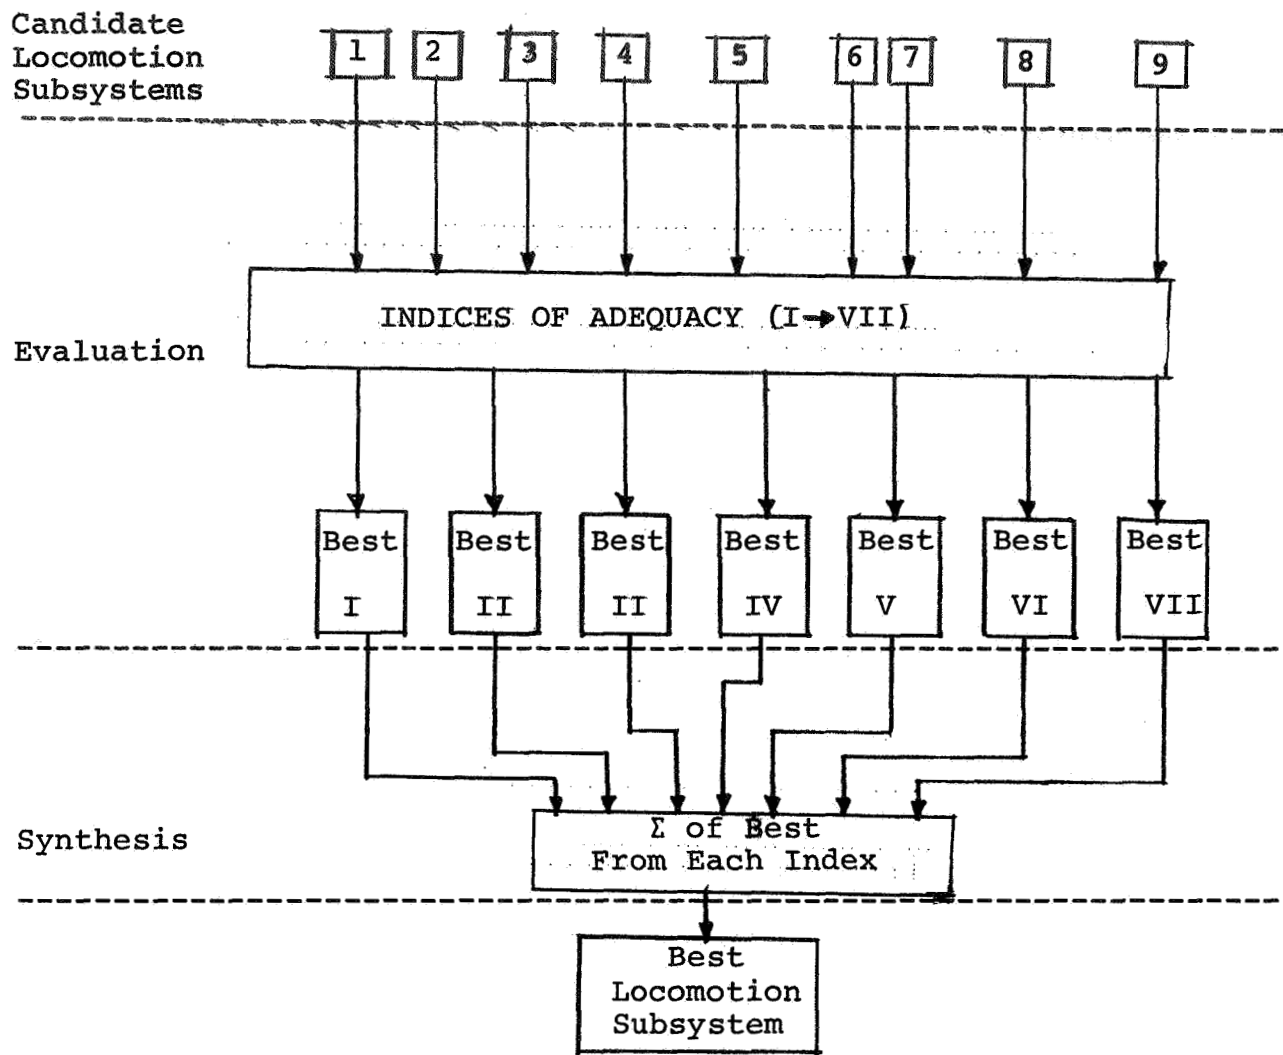 Candidate
Locomotion
Subsystems
1 2 3 4 5 6 7 8 9
INDICES OF ADEQUACY (I→VII)
Evaluation
Best Best Best Best Best Best Best
I II II IV V VI VII
Synthesis
Σ of Best
From Each Index
Best
Locomotion
Subsystem